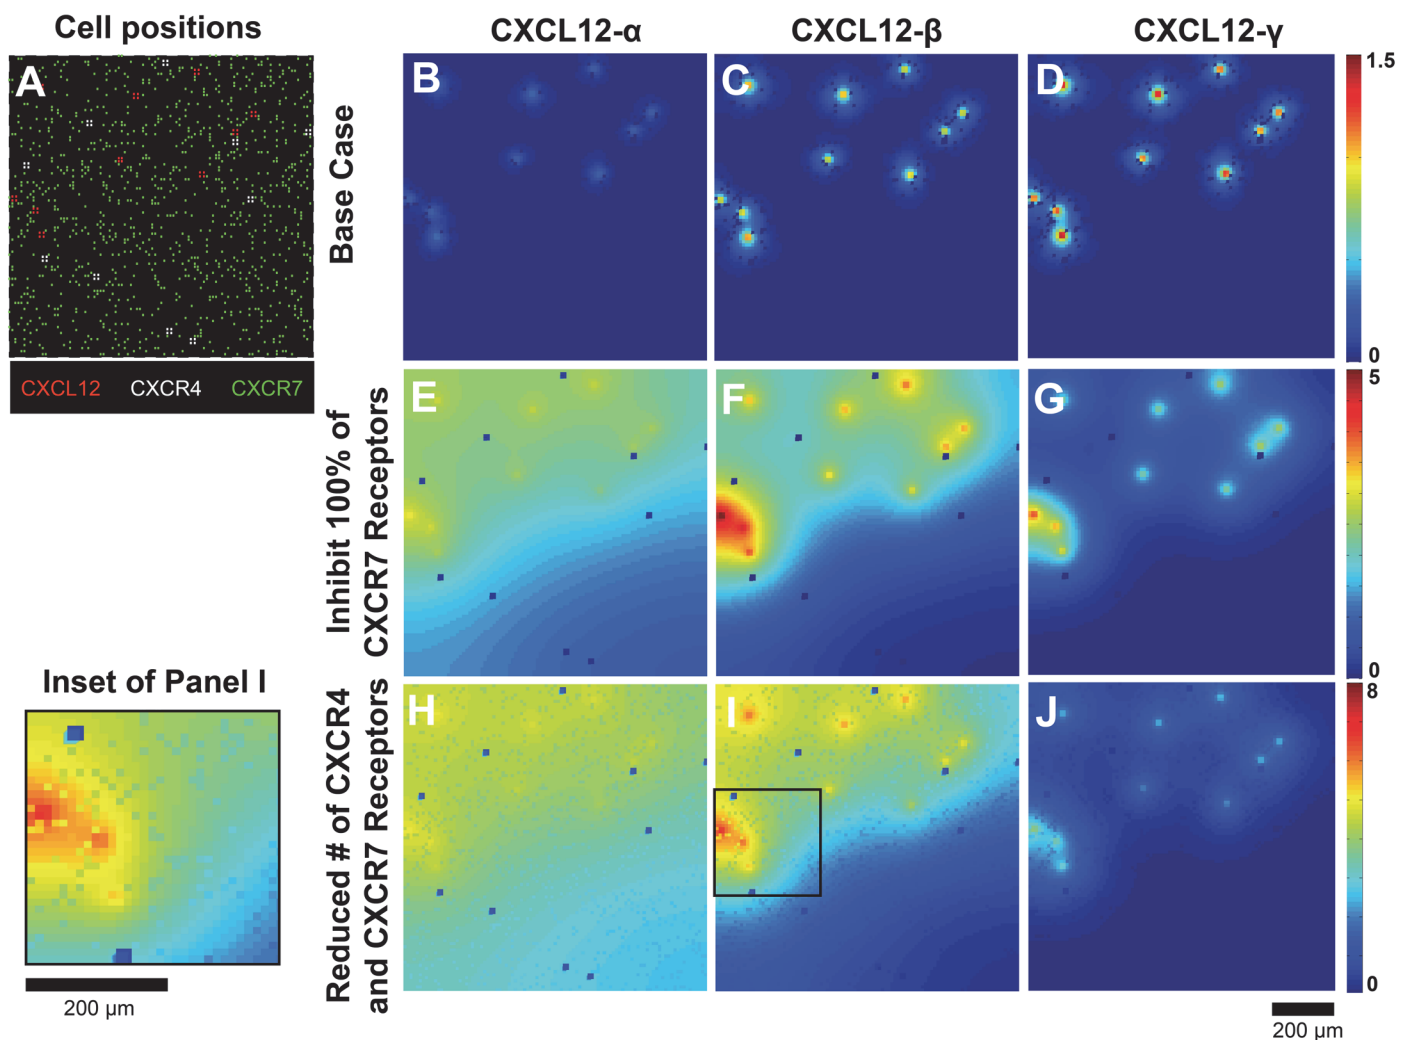 Cell positions
CXCL12-α
CXCL12-β
CXCL12-γ
A
B
C
D
1.5
0
Base Case
CXCL12
CXCR4
CXCR7
E
F
G
5
0
Inhibit 100% of
CXCR7 Receptors
Inset of Panel I
H
I
J
8
0
Reduced # of CXCR4
and CXCR7 Receptors
200 µm
200 µm